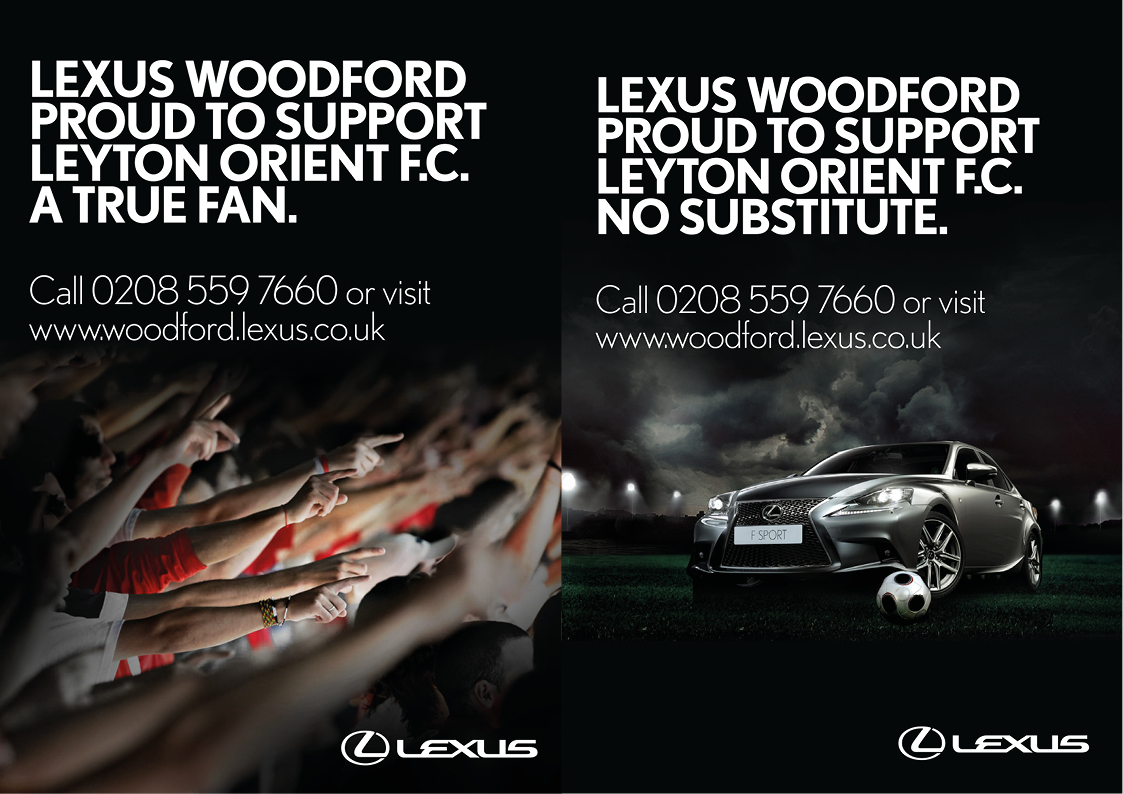 LEXUS WOODFORD
PROUD TO SUPPORT
LEYTON ORIENT F.C.
A TRUE FAN.
Call 0208 559 7660 or visit
www.woodford.lexus.co.uk
LEXUS
LEXUS WOODFORD
PROUD TO SUPPORT
LEYTON ORIENT F.C.
NO SUBSTITUTE.
Call 0208 559 7660 or visit
www.woodford.lexus.co.uk
F SPORT
LEXUS